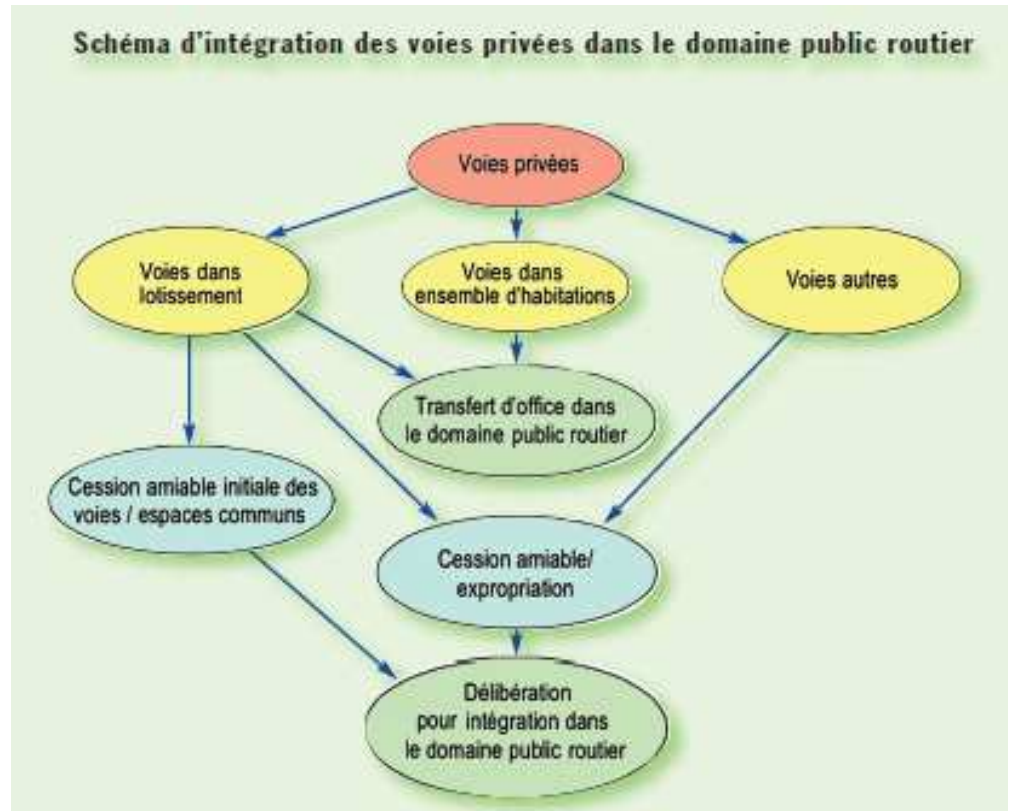 Schéma d'intégration des voies privées dans le domaine public routier
Voies privées
Voies dans
lotissement
Voies dans
ensemble d'habitations
Voies autres
Transfert d'office dans
le domaine public routier
Cession amiable initiale des
voies / espaces communs
Cession amiable/
expropriation
Délibération
pour intégration dans
le domaine public routier